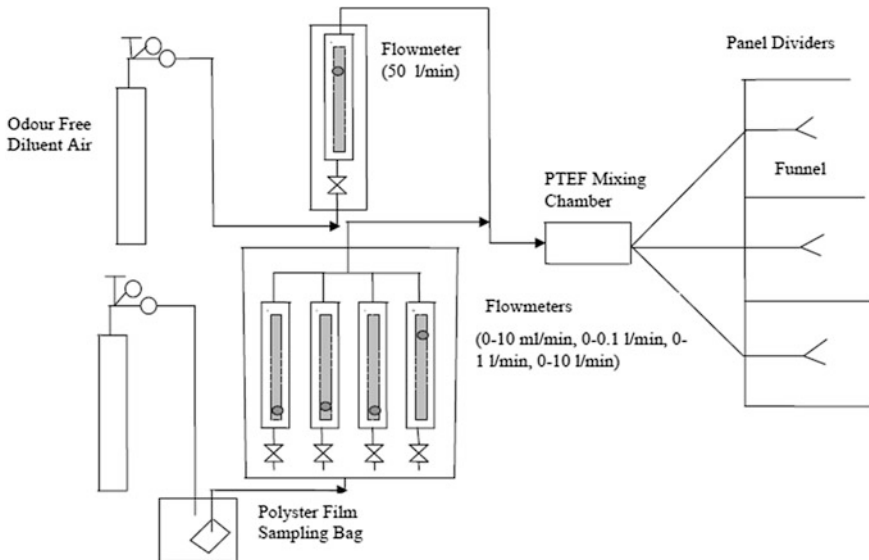 Flowmeter
(50 l/min)
Panel Dividers
Odour Free
Diluent Air
Funnel
PTEF Mixing
Chamber
Flowmeters
(0-10 ml/min, 0-0.1 l/min, 0-
1 l/min, 0-10 l/min)
Polyster Film
Sampling Bag